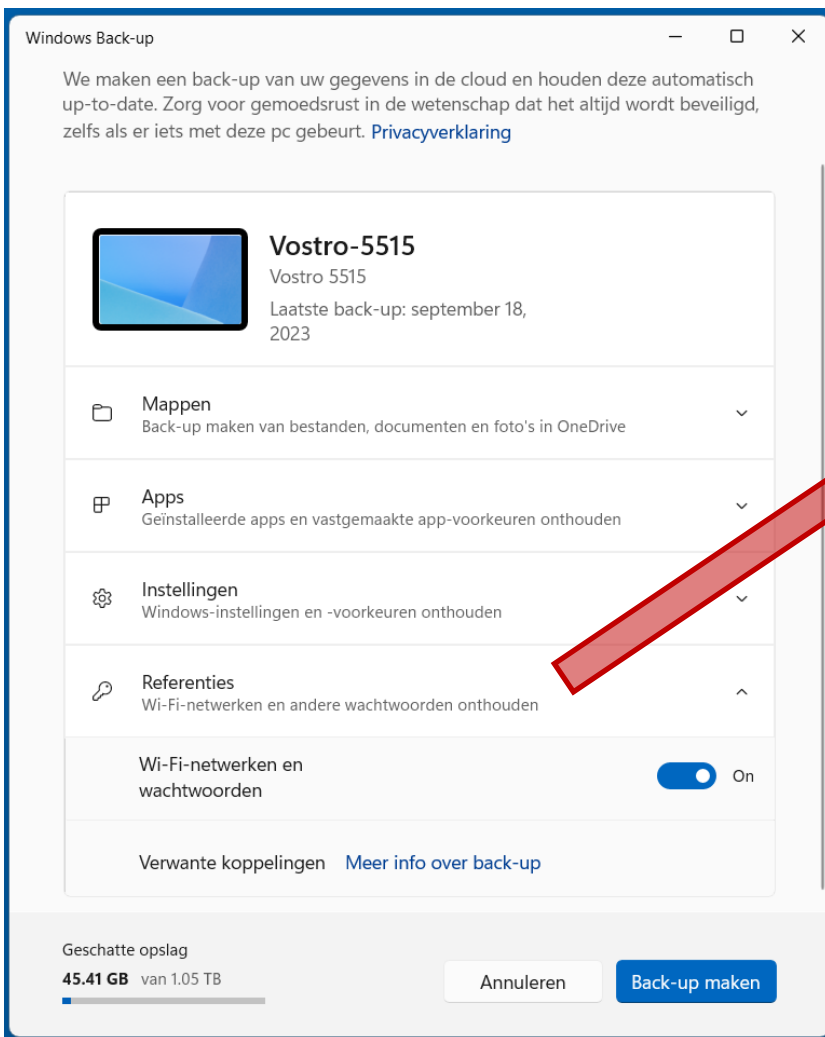 Windows Back-up
We maken een back-up van uw gegevens in de cloud en houden deze automatisch
up-to-date. Zorg voor gemoedsrust in de wetenschap dat het altijd wordt beveiligd,
zelfs als er iets met deze pc gebeurt. Privacyverklaring
Vostro-5515
Vostro 5515
Laatste back-up: september 18,
2023
Mappen
Back-up maken van bestanden, documenten en foto's in OneDrive
Apps
Geïnstalleerde apps en vastgemaakte app-voorkeuren onthouden
Instellingen
Windows-instellingen en -voorkeuren onthouden
Referenties
Wi-Fi-netwerken en andere wachtwoorden onthouden
Wi-Fi-netwerken en
wachtwoorden
On
Verwante koppelingen Meer info over back-up
Geschatte opslag
45.41 GB van 1.05 TB
Annuleren
Back-up maken